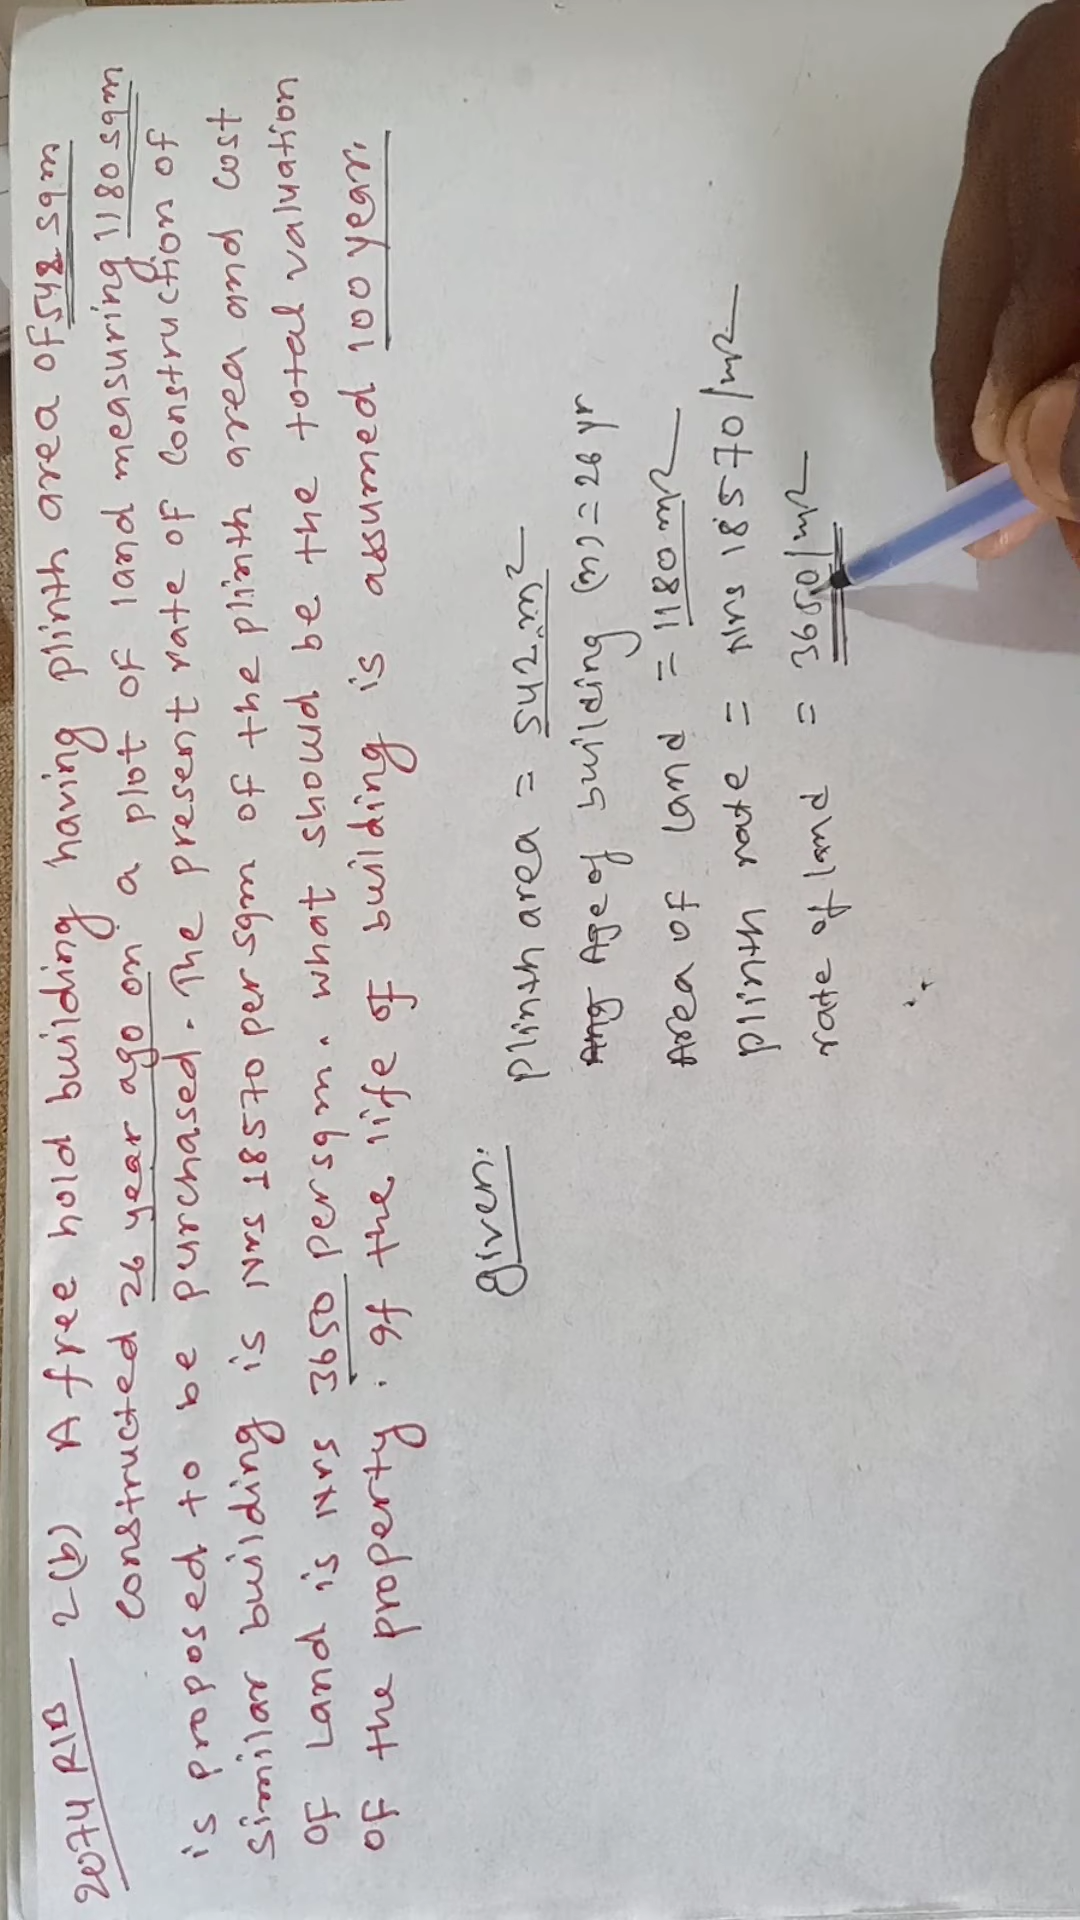 2074 RIB 2(b) A free hold building having plinth area of 548 sqm
constructed 26 year ago on a plot of land measuring 1180 sqm
is proposed to be purchased. The present rate of construction of
similar building is NRS 18570 per sqm of the plinth area and cost
of Land is NRS 3650 per sqm. what should be the total valuation
of the property. if the life of building is assumed 100 year.
given:
plinth area = 542 m²
Age of building (m) = 26 yr
Area of land = 1180 m²
plinth rate = NRS 18570/m²
rate of land = 3650/m²
∴